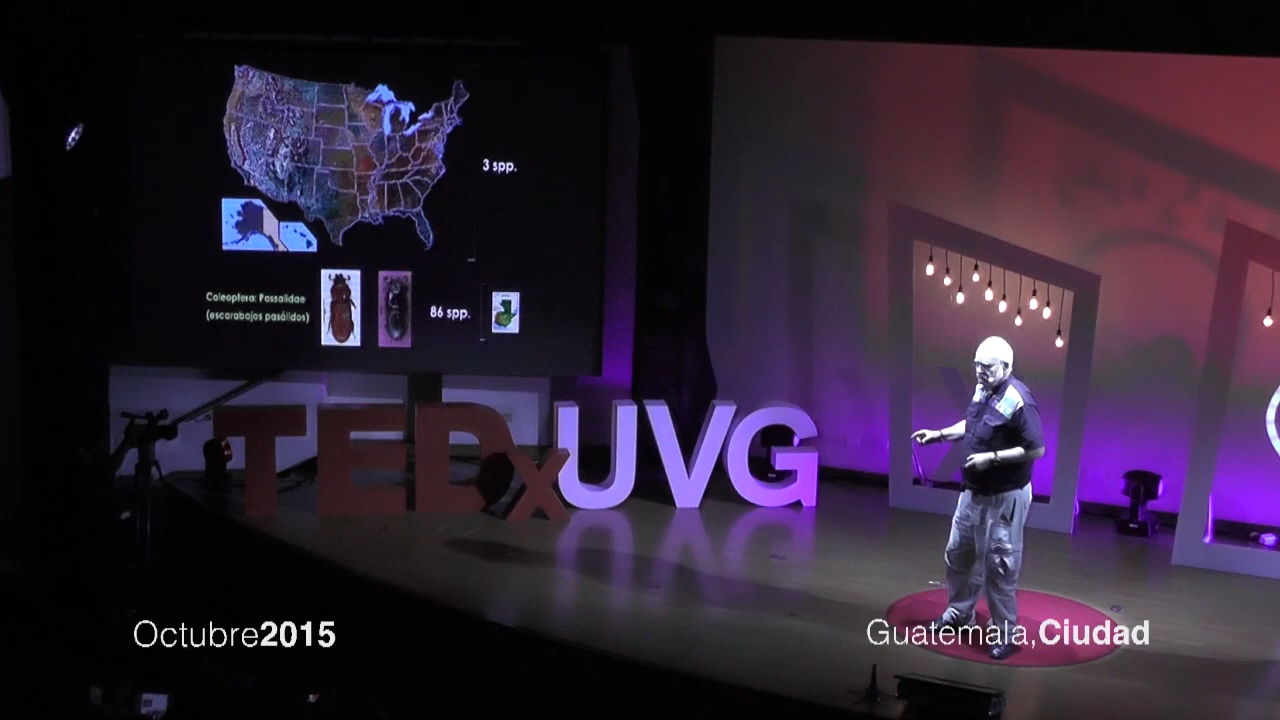 3 spp.
Coleoptera: Passalidae
(escarabajos pasálidos)
86 spp.
TEDxUVG
Octubre2015
Guatemala,Ciudad